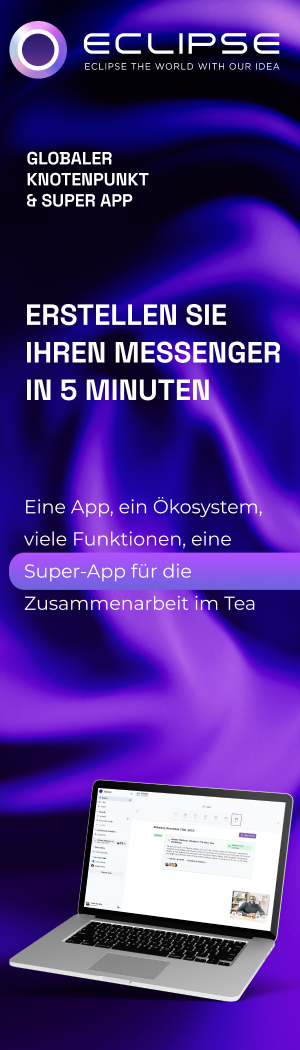 ECLIPSE
ECLIPSE THE WORLD WITH OUR IDEA
GLOBALER
KNOTENPUNKT
& SUPER APP
ERSTELLEN SIE
IHREN MESSENGER
IN 5 MINUTEN
Eine App, ein Ökosystem,
viele Funktionen, eine
Super-App für die
Zusammenarbeit im Tea